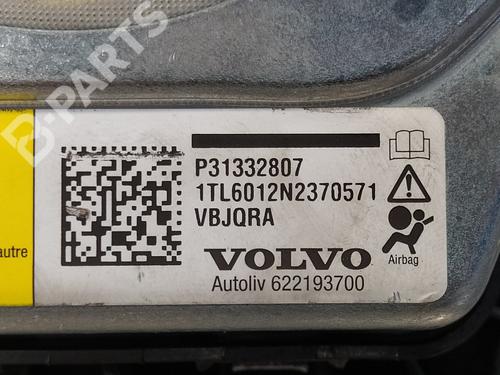 B-PARTS
P31332807
1TL6012N2370571
VBJQRA
VOLVO
Autoliv 622193700
Airbag
autre